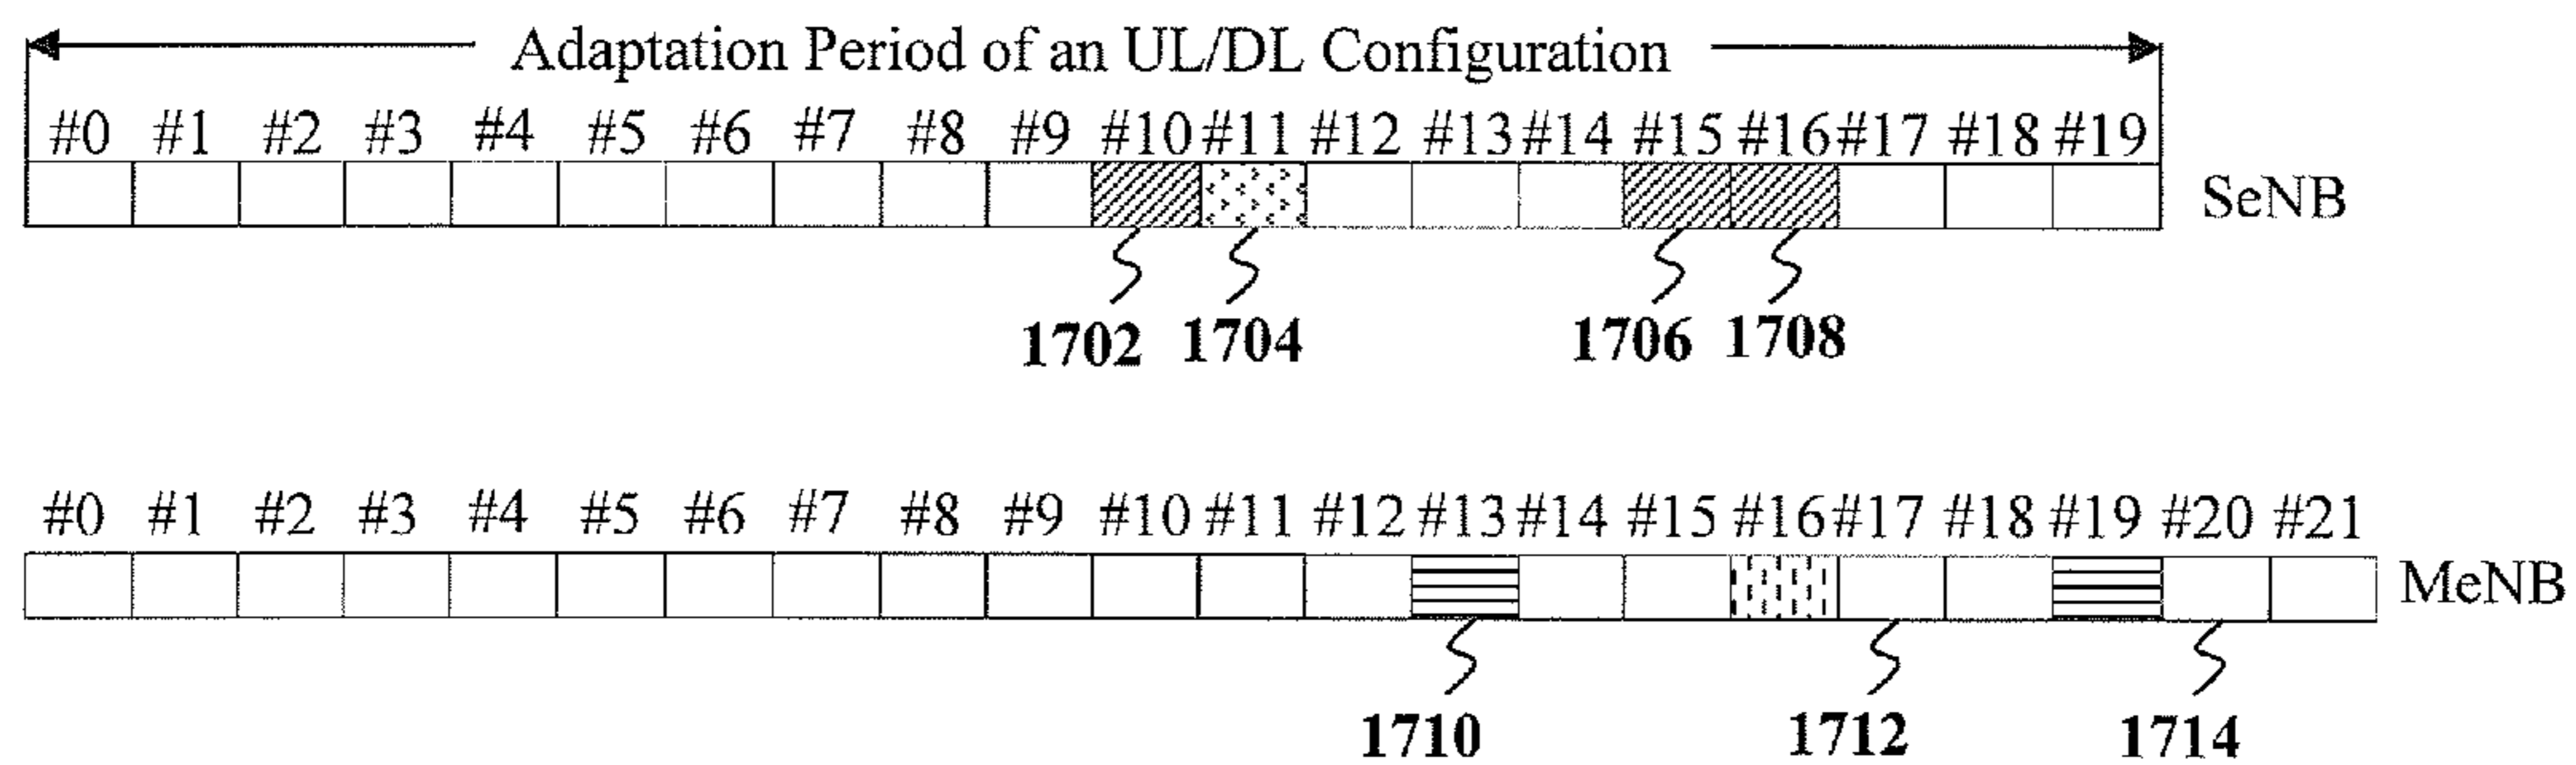 Adaptation Period of an UL/DL Configuration
#0 #1 #2 #3 #4 #5 #6 #7 #8 #9 #10 #11 #12 #13 #14 #15 #16 #17 #18 #19
SeNB
1702 1704 1706 1708
#0 #1 #2 #3 #4 #5 #6 #7 #8 #9 #10 #11 #12 #13 #14 #15 #16 #17 #18 #19 #20 #21
MeNB
1710 1712 1714